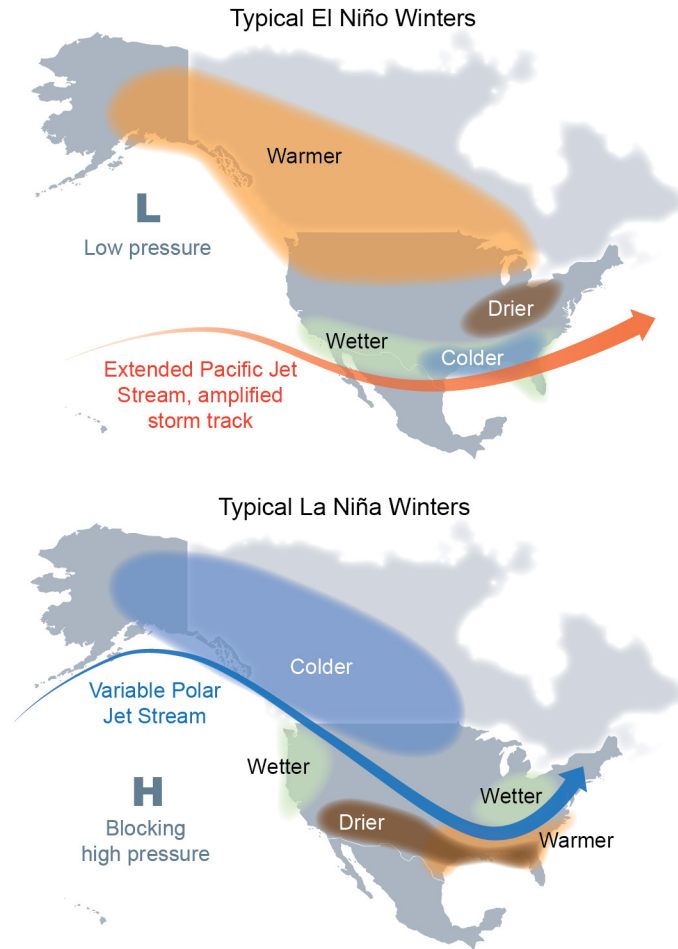 Typical El Niño Winters
Warmer
L
Low pressure
Drier
Wetter
Colder
Extended Pacific Jet
Stream, amplified
storm track
Typical La Niña Winters
Colder
Variable Polar
Jet Stream
Wetter
H
Blocking
high pressure
Wetter
Drier
Warmer